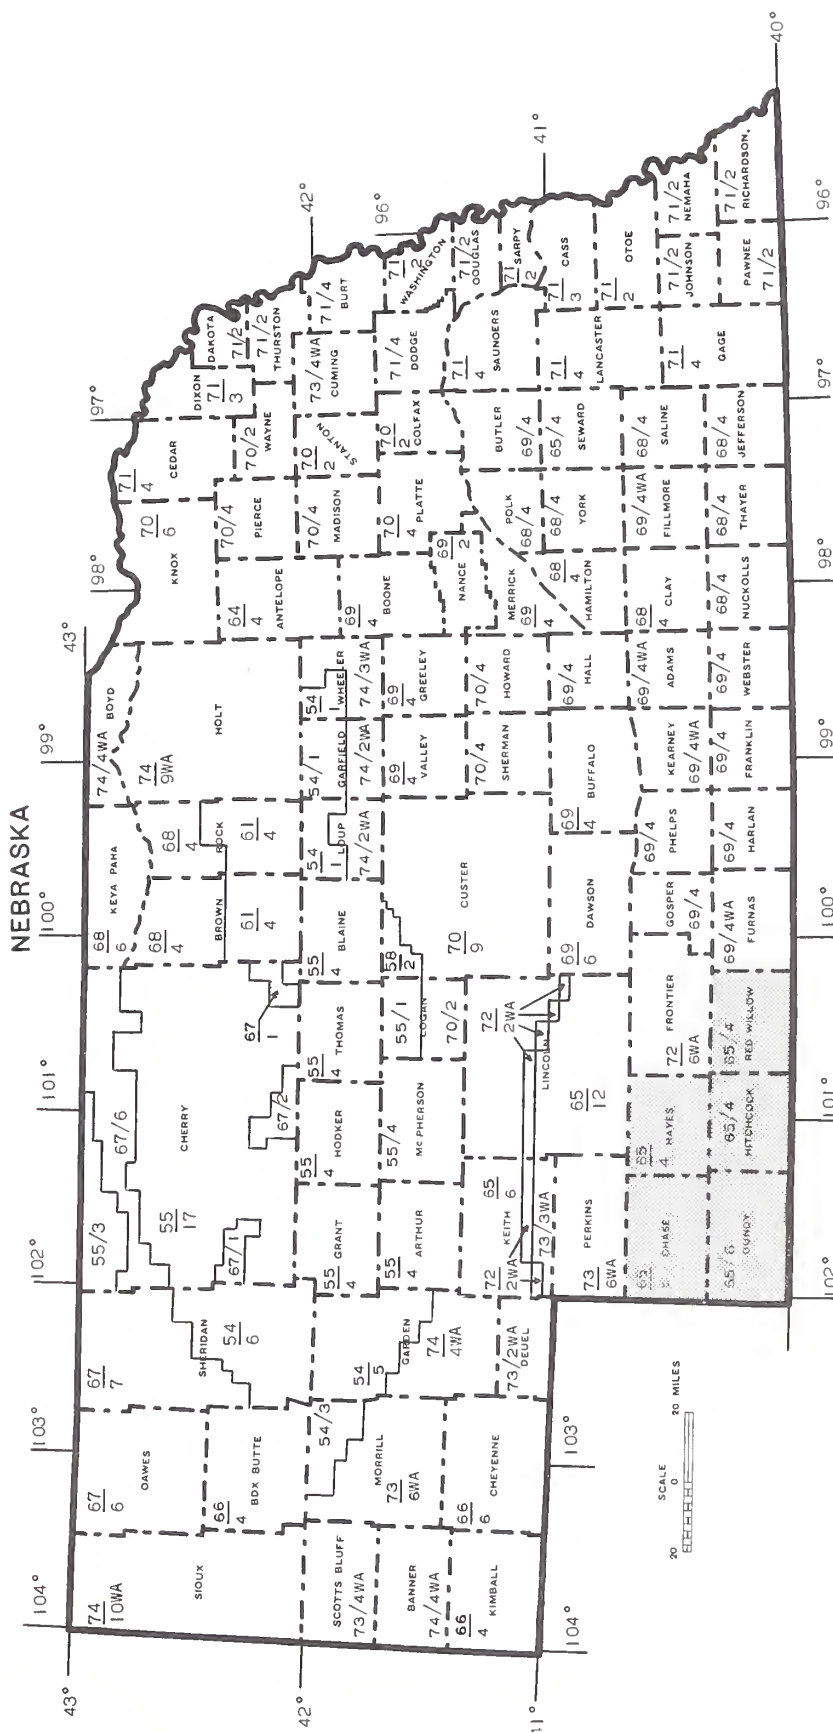 NEBRASKA
104°
103°
102°
101°
100°
99°
43°
98°
97°
43°
42°
41°
104°
103°
102°
101°
100°
99°
98°
97°
96°
40°
42°
96°
41°
74
10WA
SIOUX
67
6
66
4
BOX BUTTE
SCOTTS BLUFF
73/4WA
BANNER
74/4WA
66
4
KIMBALL
67
7
SHERIDAN
54
6
54/3
MORRILL
73
6WA
66
6
CHEYENNE
54
5
GARDEN
74
4WA
73/2WA
DEUEL
55/3
67/6
CHERRY
55
17
67/1
67/2
67
1
55
4
GRANT
55
4
HOOKER
55
4
THOMAS
55
4
BLAINE
55
4
ARTHUR
55/4
McPHERSON
55/1
LOGAN
70/2
58
2
65
KEITH 6
72
2WA
73/3WA
72
2WA
LINCOLN
65
12
73
6WA
PERKINS
65
CHASE
65
4
HAYES
72
6WA
FRONTIER
65/6
DUNDY
65/4
HITCHCOCK
65/4
RED WILLOW
68
6
KEYA PAHA
68
4
BROWN
61
4
68
4
ROCK
61
4
74/4WA
BOYD
74
9WA
HOLT
54
1
LOUP
74/2WA
54/1
GARFIELD
74/2WA
54
1
WHEELER
74/3WA
CUSTER
70
9
69
4
VALLEY
69
4
GREELEY
70/4
SHERMAN
70/4
HOWARD
69
6
DAWSON
69
4
BUFFALO
69/4
HALL
GOSPER
69/4
69/4
PHELPS
KEARNEY
69/4WA
69/4WA
ADAMS
69/4WA
FURNAS
69/4
HARLAN
69/4
FRANKLIN
69/4
WEBSTER
70
6
KNOX
71
4
CEDAR
DIXON
71
3
DAKOTA
71/2
71/2
THURSTON
64
4
ANTELOPE
70/4
PIERCE
70/2
WAYNE
69
4
BOONE
70/4
MADISON
70
2
STANTON
73/4WA
CUMING
71/4
BURT
69
2
NANCE
70
4
PLATTE
70
2
COLFAX
71/4
DODGE
71
2
WASHINGTON
MERRICK
69
4
POLK
68/4
BUTLER
69/4
71
4
SAUNDERS
71/2
DOUGLAS
71
2
SARPY
68
4
HAMILTON
68/4
YORK
65/4
SEWARD
71
4
LANCASTER
71
3
CASS
68
4
CLAY
69/4WA
FILLMORE
68/4
SALINE
71
2
OTOE
68/4
NUCKOLLS
68/4
THAYER
68/4
JEFFERSON
71
4
GAGE
71/2
JOHNSON
71/2
NEMAHA
PAWNEE
71/2
71/2
RICHARDSON
SCALE
20 0 20 MILES